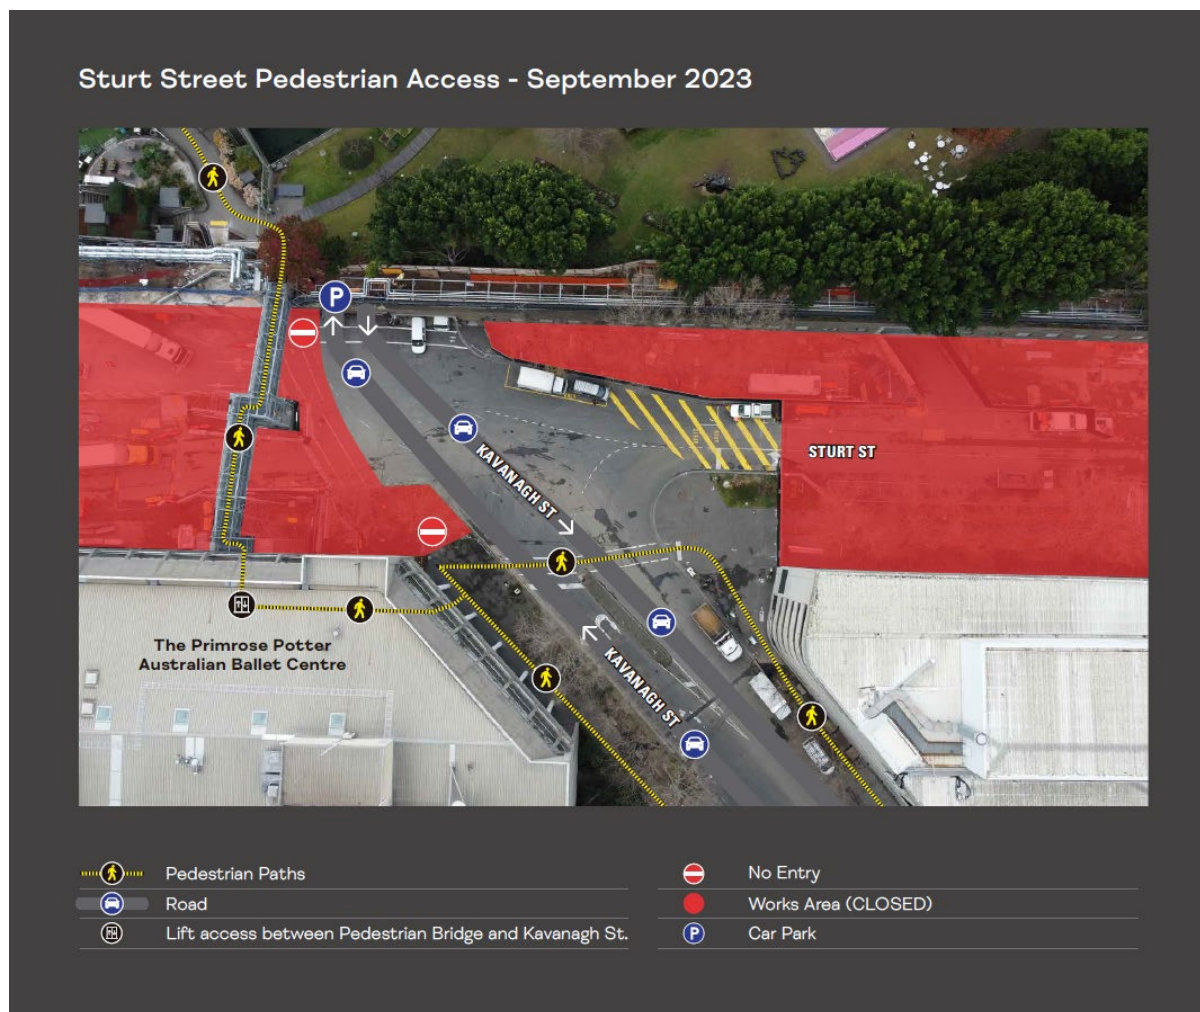 Sturt Street Pedestrian Access - September 2023
P
KAVANAGH ST
STURT ST
The Primrose Potter
Australian Ballet Centre
KAVANAGH ST
Pedestrian Paths
Road
Lift access between Pedestrian Bridge and Kavanagh St.
No Entry
Works Area (CLOSED)
P
Car Park